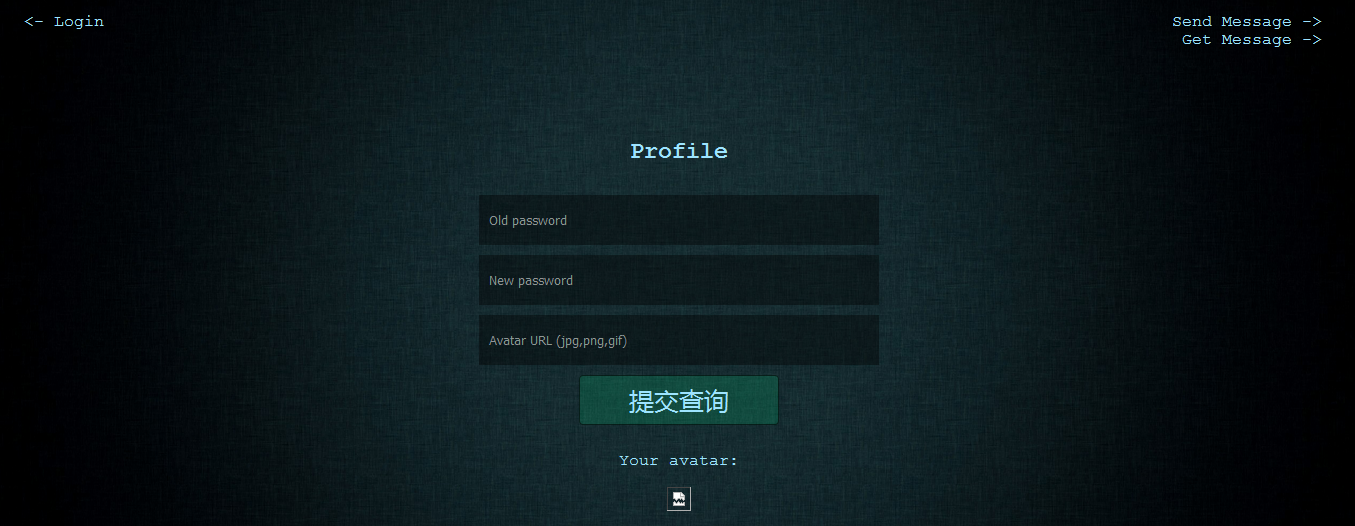 <- Login
Send Message ->
Get Message ->
Profile
Old password
New password
Avatar URL (jpg,png,gif)
提交查询
Your avatar: